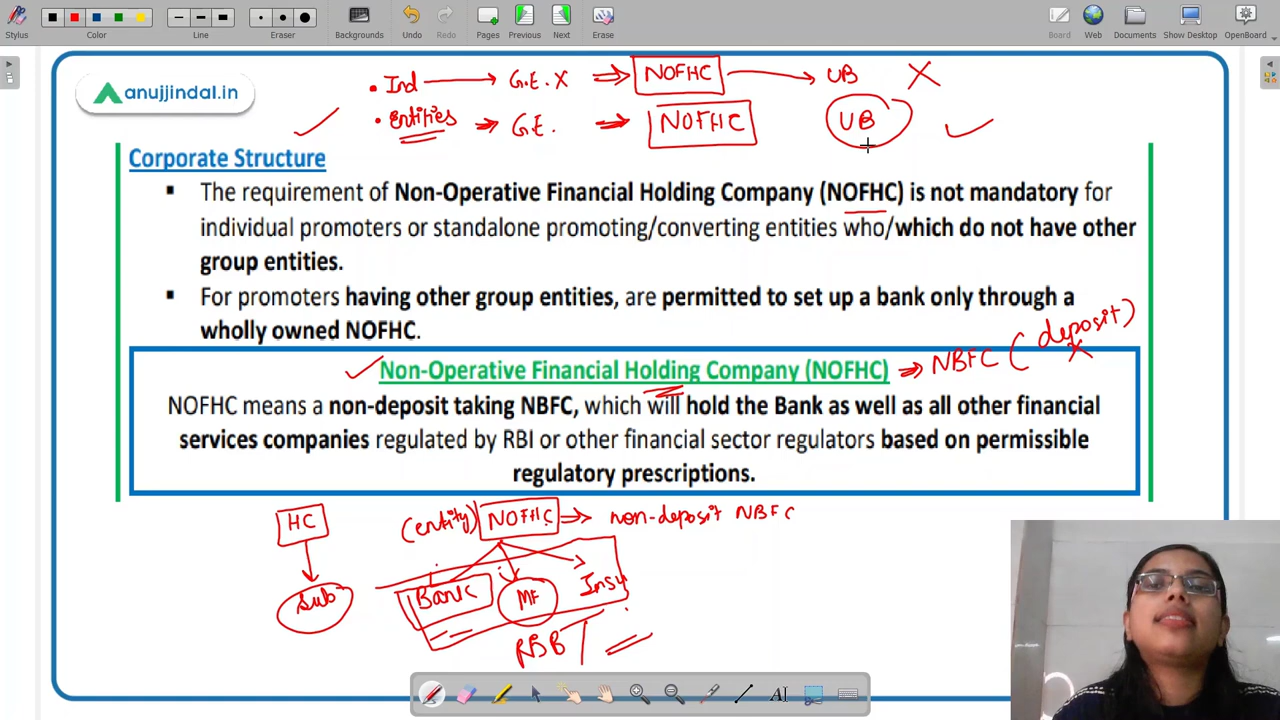 Color
Line
Eraser
Backgrounds
Undo
Redo
Pages
Previous
Next
Erase
Board
Web
Documents
Show Desktop
eBoard
anujjindal.in
• Ind → G.E. X ⇒ NOFHC → UB X
• Entities → G.E. ⇒ NOFHC UB ✓
Corporate Structure
▪ The requirement of Non-Operative Financial Holding Company (NOFHC) is not mandatory for
individual promoters or standalone promoting/converting entities who/which do not have other
group entities.
▪ For promoters having other group entities, are permitted to set up a bank only through a
wholly owned NOFHC.
Non-Operative Financial Holding Company (NOFHC) ⇒ NBFC (deposit)
X
NOFHC means a non-deposit taking NBFC, which will hold the Bank as well as all other financial
services companies regulated by RBI or other financial sector regulators based on permissible
regulatory prescriptions.
HC (entity) NOFHC ⇒ non-deposit NBFC
Sub Bank MF Insu
AI